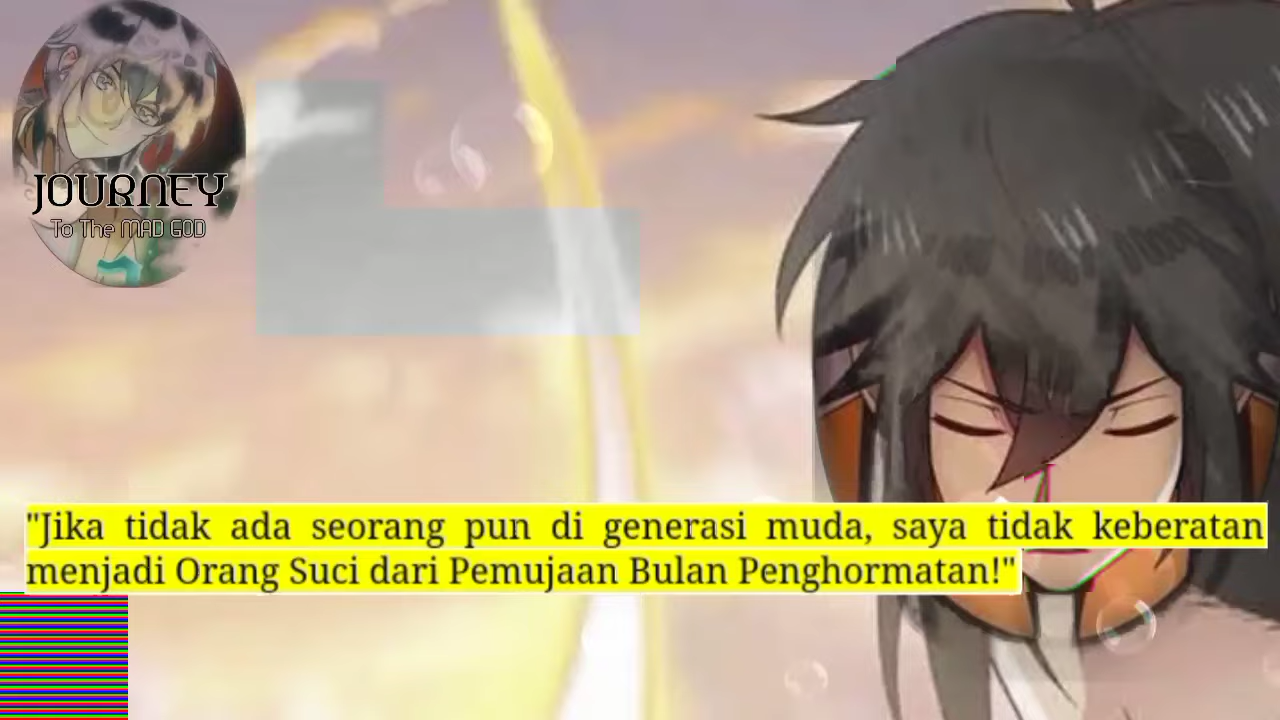 JOURNEY
To The MAD GOD
"Jika tidak ada seorang pun di generasi muda, saya tidak keberatan
menjadi Orang Suci dari Pemujaan Bulan Penghormatan!"